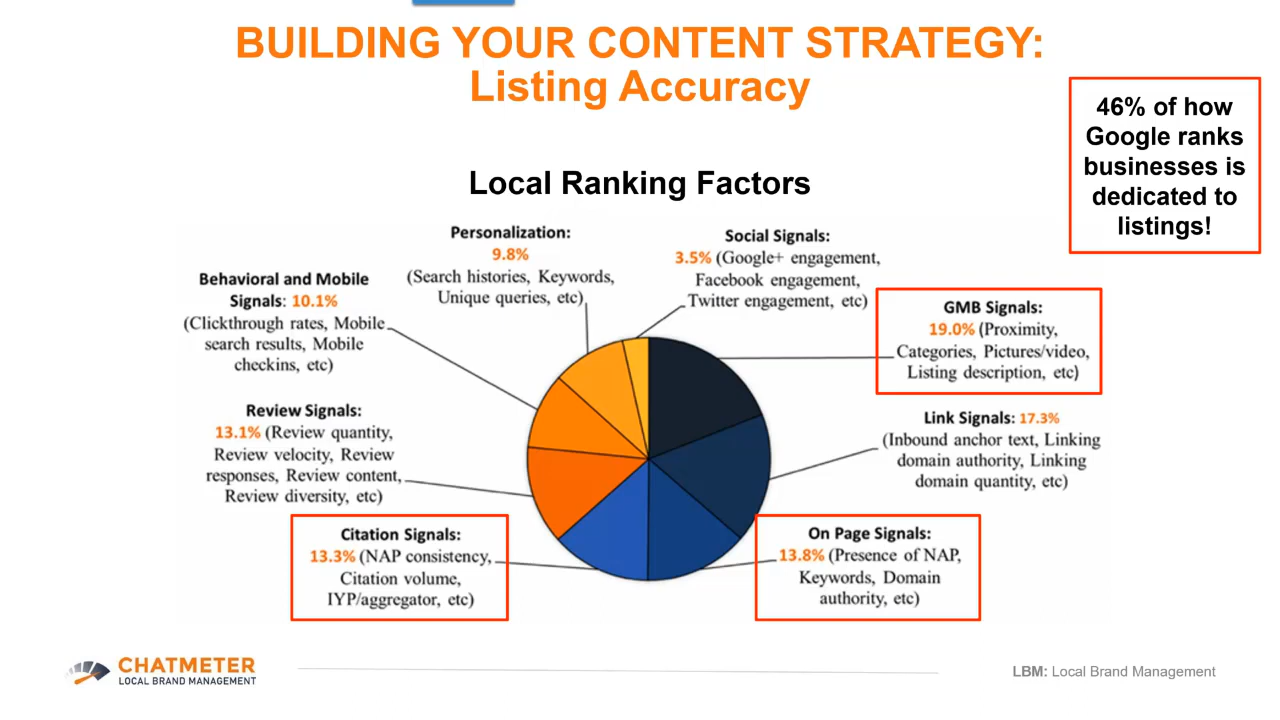 BUILDING YOUR CONTENT STRATEGY:
Listing Accuracy
46% of how
Google ranks
businesses is
dedicated to
listings!
Local Ranking Factors
Personalization:
9.8%
(Search histories, Keywords,
Unique queries, etc)
Social Signals:
3.5% (Google+ engagement,
Facebook engagement,
Twitter engagement, etc)
Behavioral and Mobile
Signals: 10.1%
(Clickthrough rates, Mobile
search results, Mobile
checkins, etc)
GMB Signals:
19.0% (Proximity,
Categories, Pictures/video,
Listing description, etc)
Review Signals:
13.1% (Review quantity,
Review velocity, Review
responses, Review content,
Review diversity, etc)
Link Signals: 17.3%
(Inbound anchor text, Linking
domain authority, Linking
domain quantity, etc)
Citation Signals:
13.3% (NAP consistency,
Citation volume,
IYP/aggregator, etc)
On Page Signals:
13.8% (Presence of NAP,
Keywords, Domain
authority, etc)
CHATMETER
LOCAL BRAND MANAGEMENT
LBM: Local Brand Management